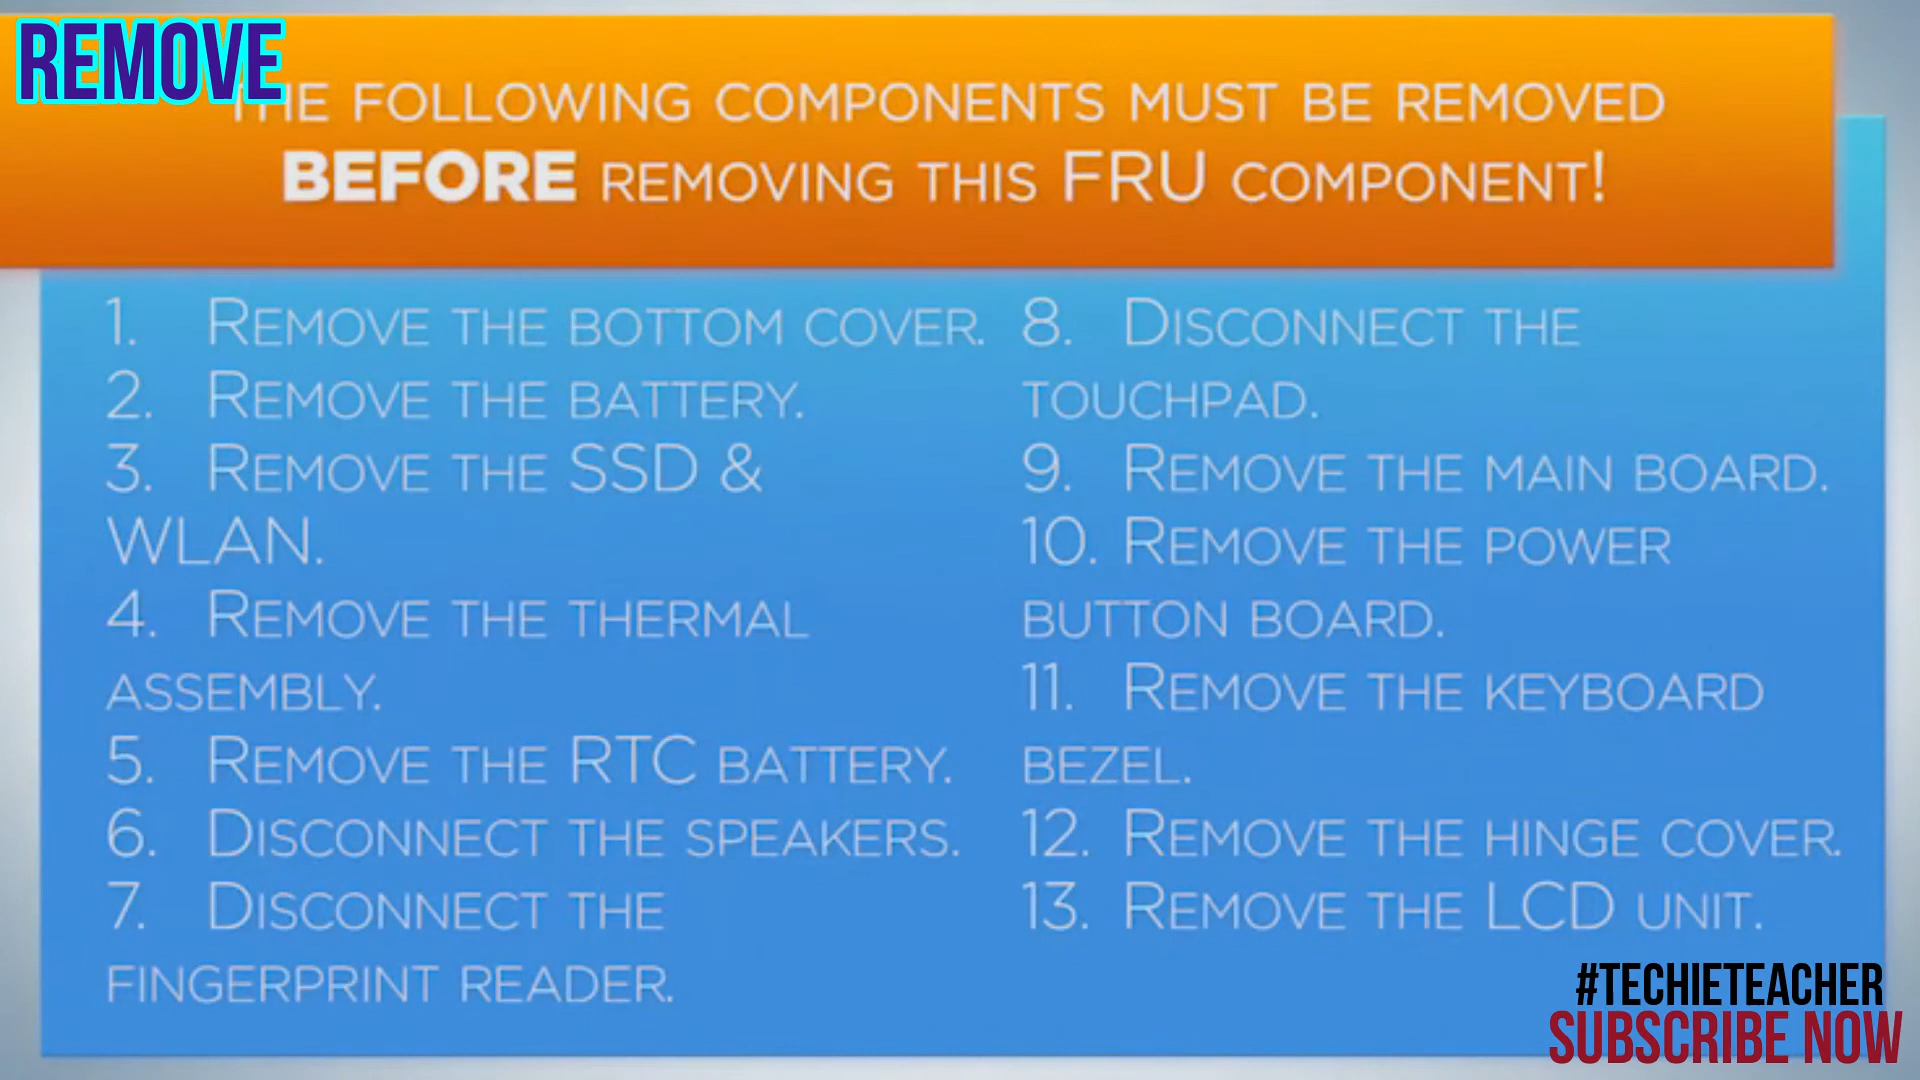 REMOVE
THE FOLLOWING COMPONENTS MUST BE REMOVED
BEFORE REMOVING THIS FRU COMPONENT!
1. REMOVE THE BOTTOM COVER.
2. REMOVE THE BATTERY.
3. REMOVE THE SSD &
WLAN.
4. REMOVE THE THERMAL
ASSEMBLY.
5. REMOVE THE RTC BATTERY.
6. DISCONNECT THE SPEAKERS.
7. DISCONNECT THE
FINGERPRINT READER.
8. DISCONNECT THE
TOUCHPAD.
9. REMOVE THE MAIN BOARD.
10. REMOVE THE POWER
BUTTON BOARD.
11. REMOVE THE KEYBOARD
BEZEL.
12. REMOVE THE HINGE COVER.
13. REMOVE THE LCD UNIT.
#TECHIETEACHER
SUBSCRIBE NOW